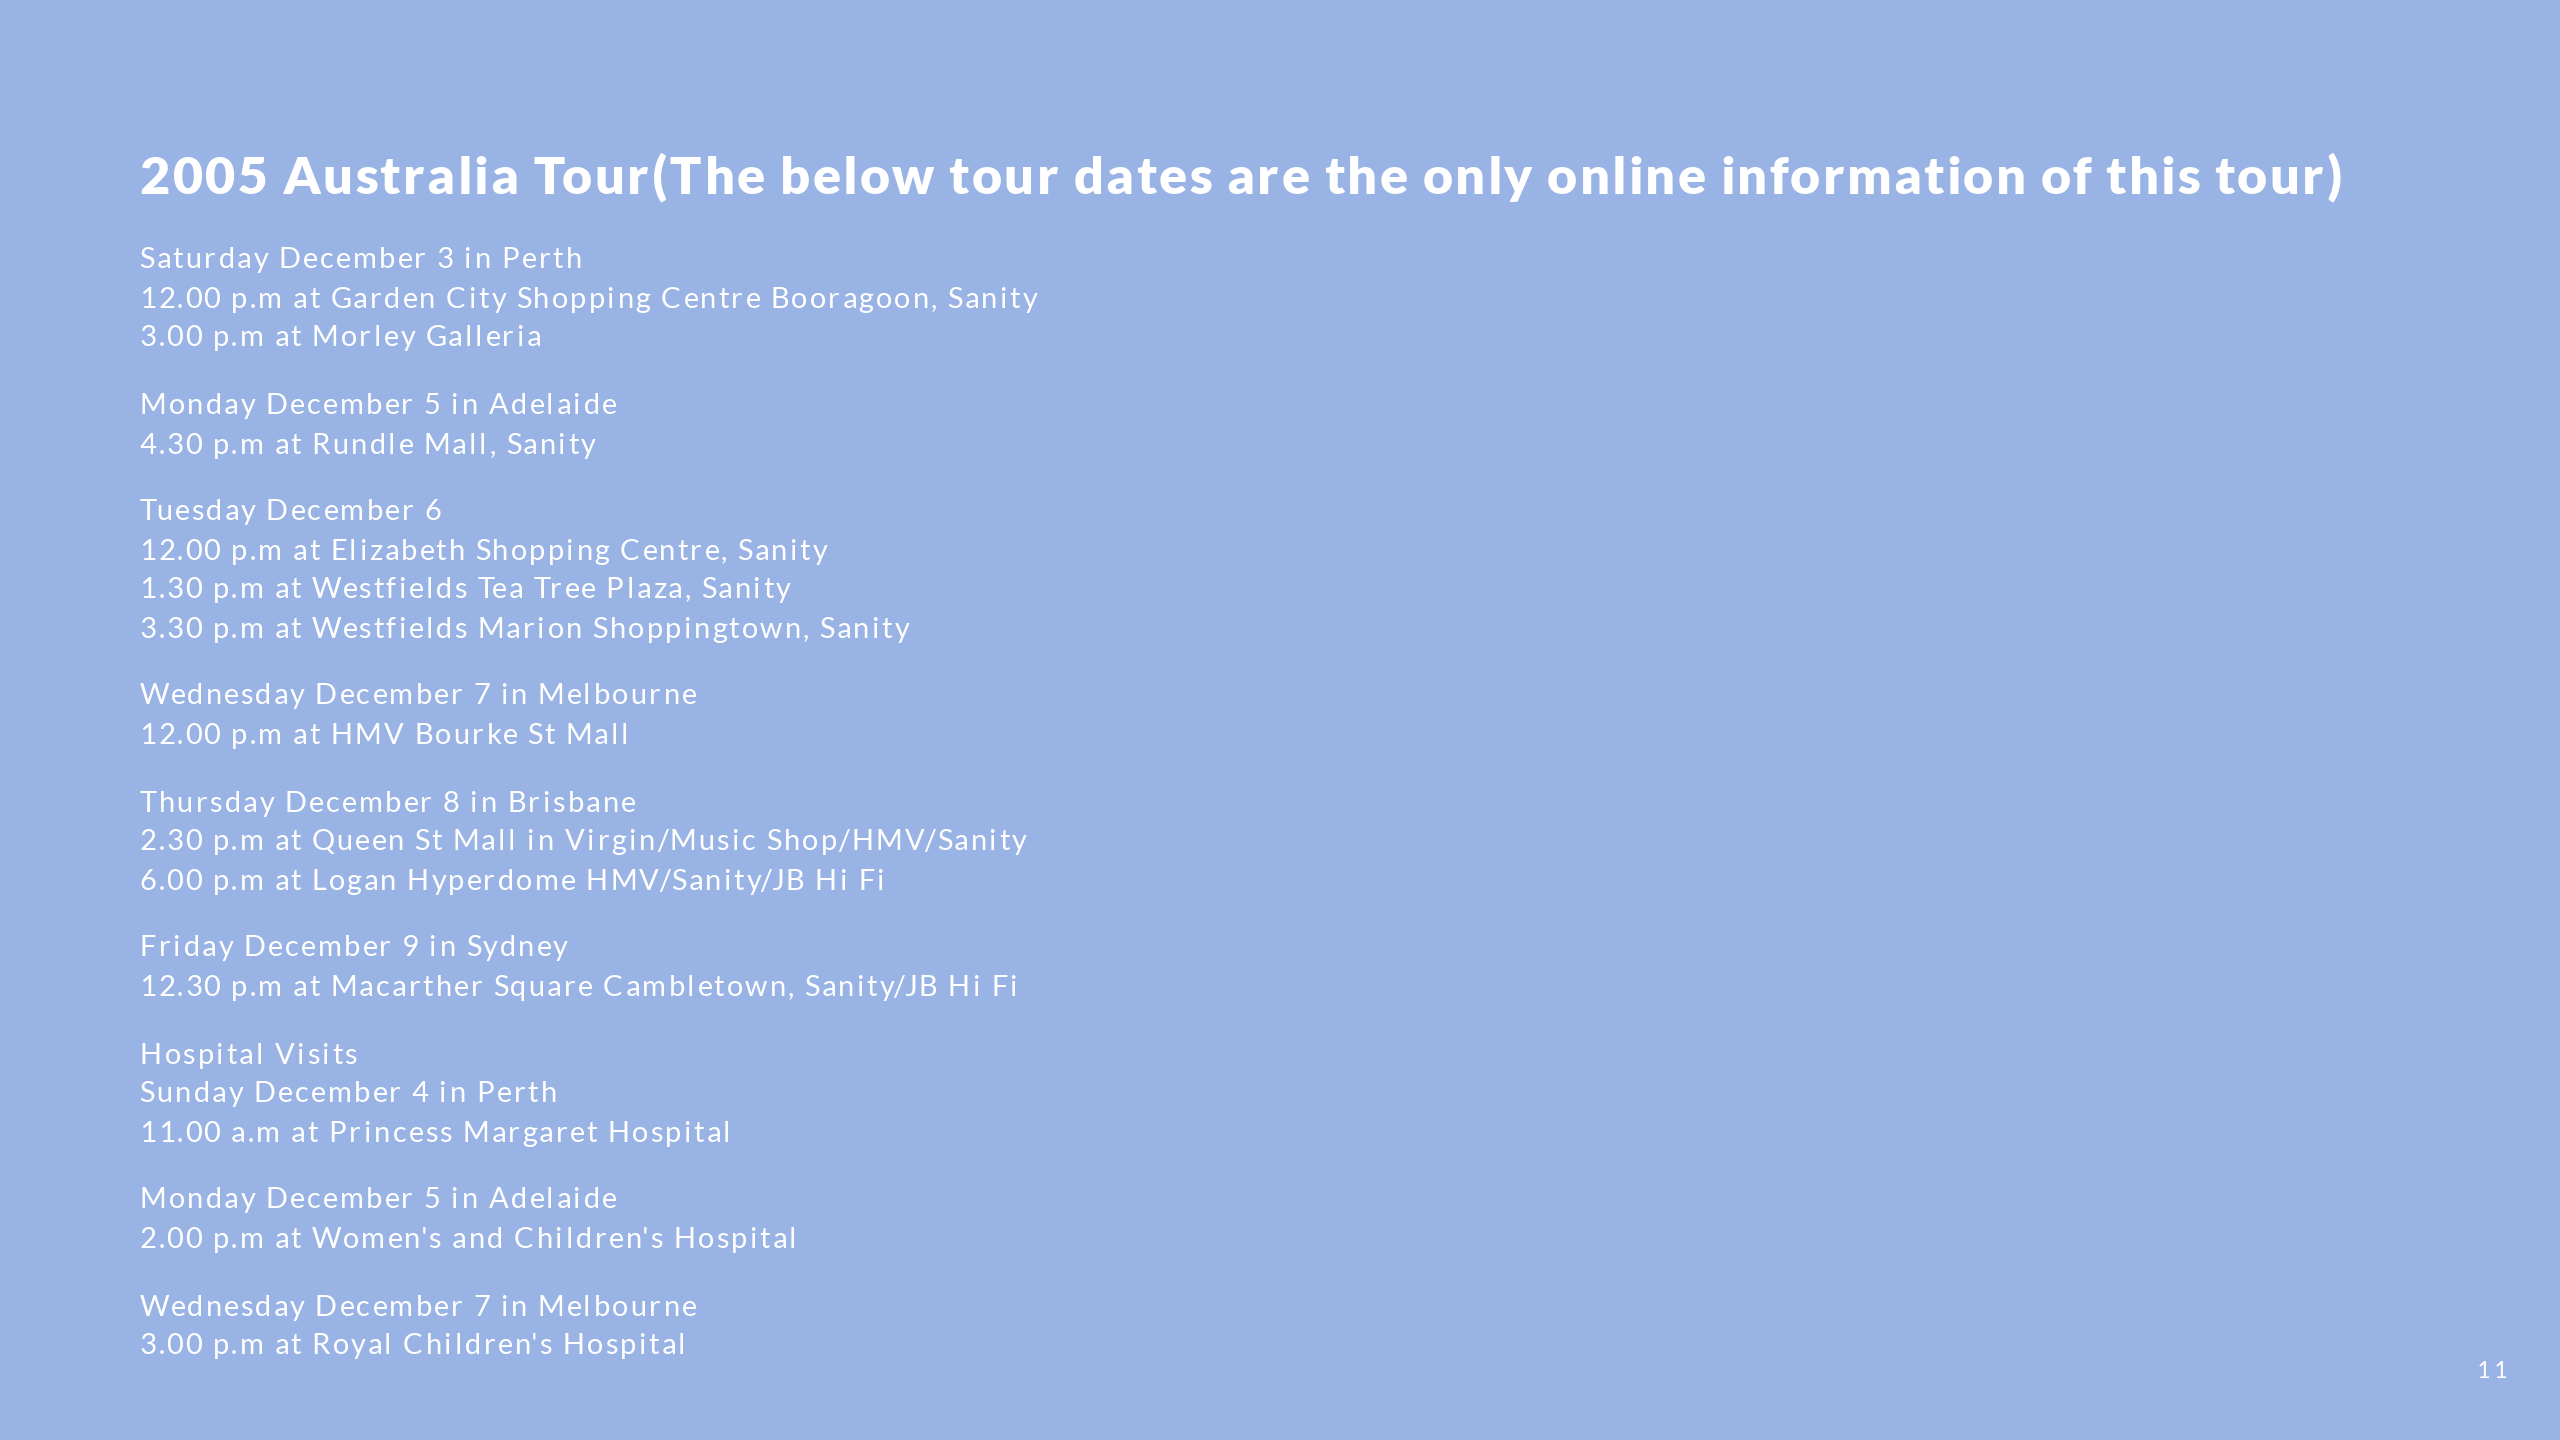 2005 Australia Tour(The below tour dates are the only online information of this tour)
Saturday December 3 in Perth
12.00 p.m at Garden City Shopping Centre Booragoon, Sanity
3.00 p.m at Morley Galleria
Monday December 5 in Adelaide
4.30 p.m at Rundle Mall, Sanity
Tuesday December 6
12.00 p.m at Elizabeth Shopping Centre, Sanity
1.30 p.m at Westfields Tea Tree Plaza, Sanity
3.30 p.m at Westfields Marion Shoppingtown, Sanity
Wednesday December 7 in Melbourne
12.00 p.m at HMV Bourke St Mall
Thursday December 8 in Brisbane
2.30 p.m at Queen St Mall in Virgin/Music Shop/HMV/Sanity
6.00 p.m at Logan Hyperdome HMV/Sanity/JB Hi Fi
Friday December 9 in Sydney
12.30 p.m at Macarther Square Cambletown, Sanity/JB Hi Fi
Hospital Visits
Sunday December 4 in Perth
11.00 a.m at Princess Margaret Hospital
Monday December 5 in Adelaide
2.00 p.m at Women's and Children's Hospital
Wednesday December 7 in Melbourne
3.00 p.m at Royal Children's Hospital
11